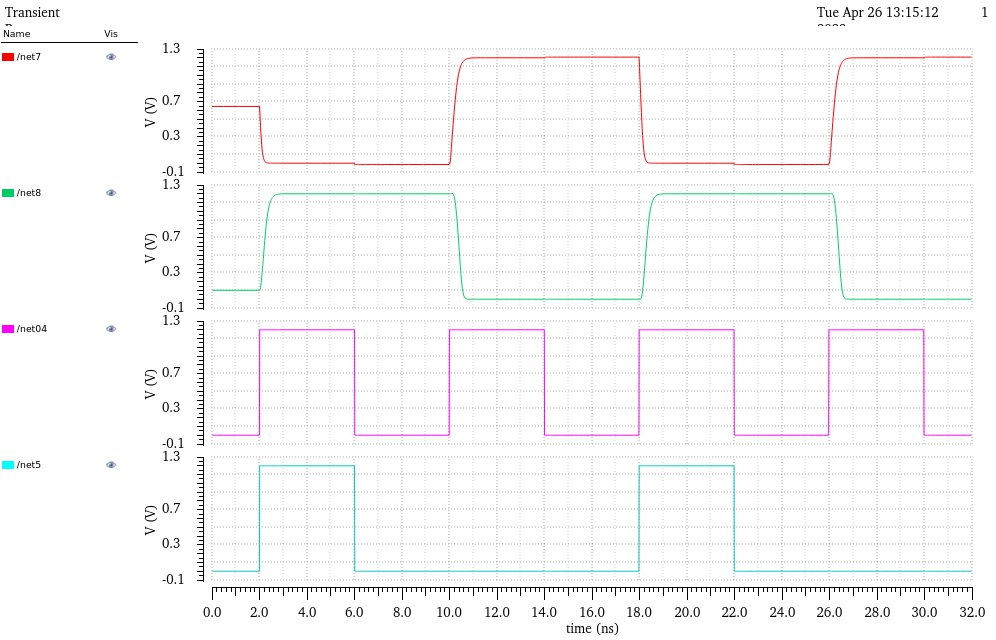 Transient Tue Apr 26 13:15:12 1
Name Vis
/net7
1.3
0.7
0.3
-0.1
V (V)
/net8
1.3
0.7
0.3
-0.1
V (V)
/net04
1.3
0.7
0.3
-0.1
V (V)
/net5
1.3
0.7
0.3
-0.1
V (V)
0.0 2.0 4.0 6.0 8.0 10.0 12.0 14.0 16.0 18.0 20.0 22.0 24.0 26.0 28.0 30.0 32.0
time (ns)